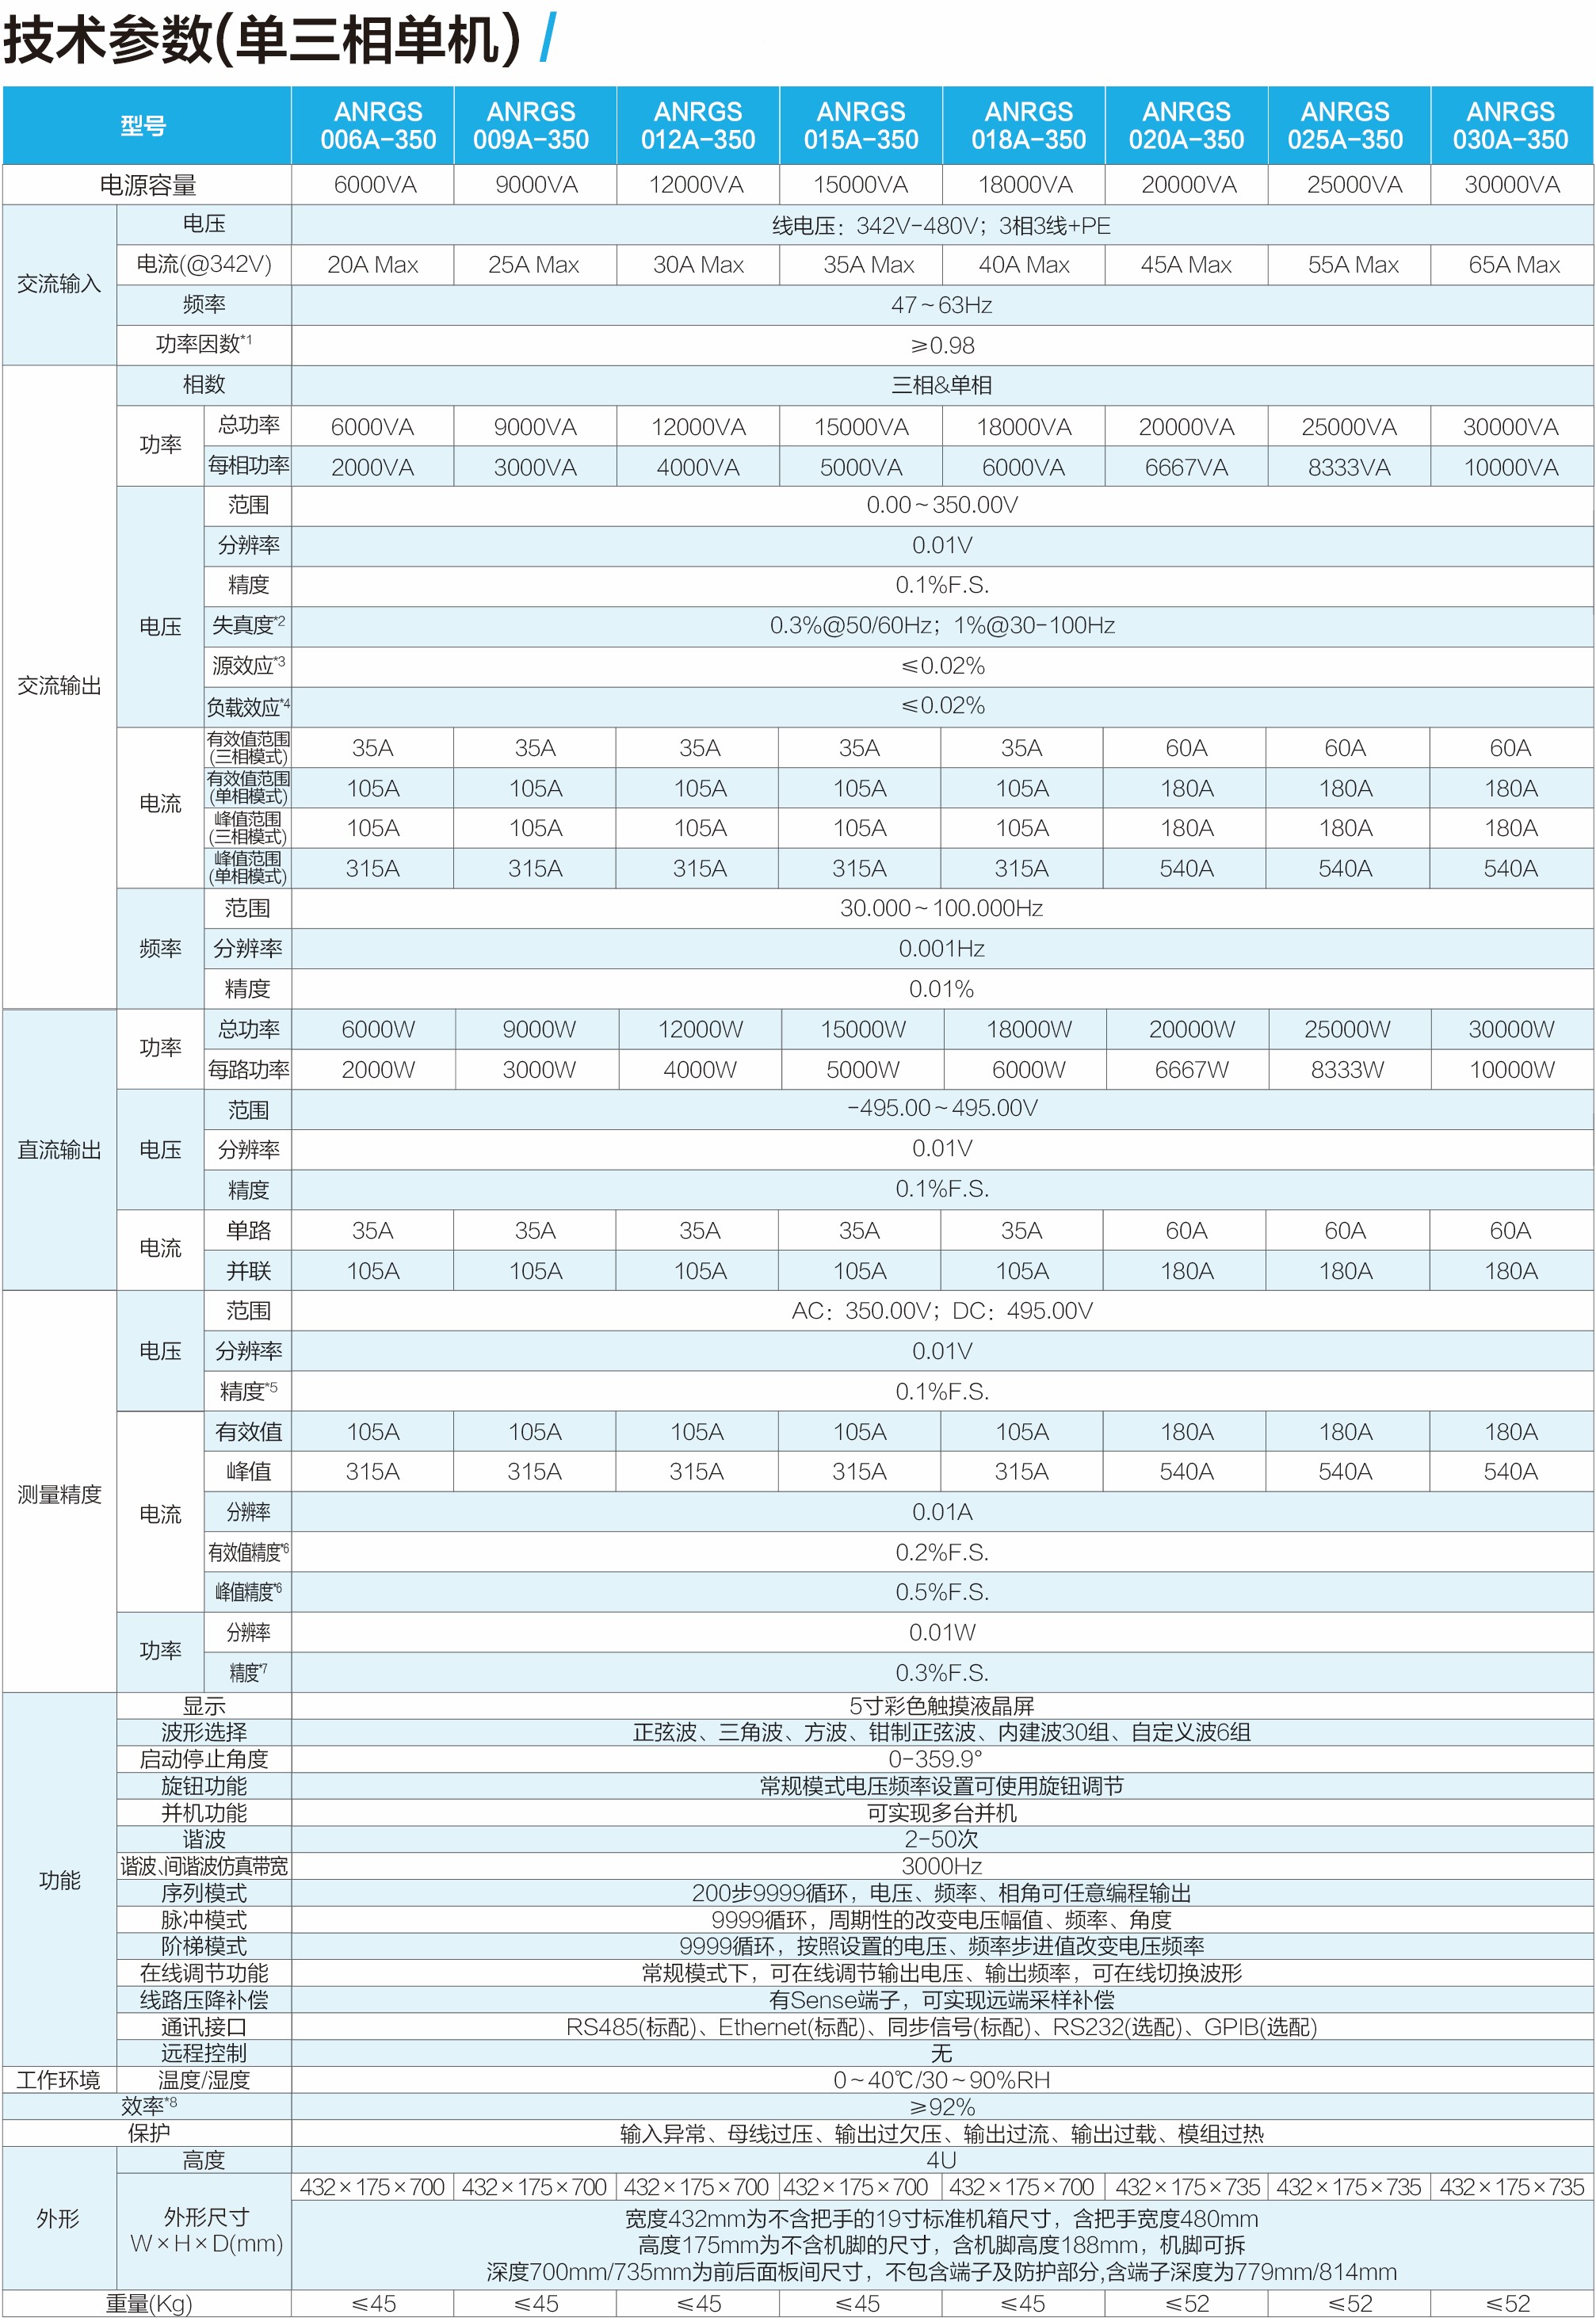 技术参数(单三相单机) /
型号 ANRGS 006A-350 ANRGS 009A-350 ANRGS 012A-350 ANRGS 015A-350 ANRGS 018A-350 ANRGS 020A-350 ANRGS 025A-350 ANRGS 030A-350
电源容量 6000VA 9000VA 12000VA 15000VA 18000VA 20000VA 25000VA 30000VA
交流输入 电压 线电压：342V-480V；3相3线+PE
电流(@342V) 20A Max 25A Max 30A Max 35A Max 40A Max 45A Max 55A Max 65A Max
频率 47~63Hz
功率因数*1 ≥0.98
交流输出 相数 三相&单相
功率 总功率 6000VA 9000VA 12000VA 15000VA 18000VA 20000VA 25000VA 30000VA
每相功率 2000VA 3000VA 4000VA 5000VA 6000VA 6667VA 8333VA 10000VA
电压 范围 0.00~350.00V
分辨率 0.01V
精度 0.1%F.S.
失真度*2 0.3%@50/60Hz；1%@30-100Hz
源效应*3 ≤0.02%
负载效应*4 ≤0.02%
电流 有效值范围(三相模式) 35A 35A 35A 35A 35A 60A 60A 60A
有效值范围(单相模式) 105A 105A 105A 105A 105A 180A 180A 180A
峰值范围(三相模式) 105A 105A 105A 105A 105A 180A 180A 180A
峰值范围(单相模式) 315A 315A 315A 315A 315A 540A 540A 540A
频率 范围 30.000~100.000Hz
分辨率 0.001Hz
精度 0.01%
直流输出 功率 总功率 6000W 9000W 12000W 15000W 18000W 20000W 25000W 30000W
每路功率 2000W 3000W 4000W 5000W 6000W 6667W 8333W 10000W
电压 范围 -495.00~495.00V
分辨率 0.01V
精度 0.1%F.S.
电流 单路 35A 35A 35A 35A 35A 60A 60A 60A
并联 105A 105A 105A 105A 105A 180A 180A 180A
测量精度 电压 范围 AC：350.00V；DC：495.00V
分辨率 0.01V
精度*5 0.1%F.S.
电流 有效值 105A 105A 105A 105A 105A 180A 180A 180A
峰值 315A 315A 315A 315A 315A 540A 540A 540A
分辨率 0.01A
有效值精度*6 0.2%F.S.
峰值精度*6 0.5%F.S.
功率 分辨率 0.01W
精度*7 0.3%F.S.
功能 显示 5寸彩色触摸液晶屏
波形选择 正弦波、三角波、方波、钳制正弦波、内建波30组、自定义波6组
启动停止角度 0-359.9°
旋钮功能 常规模式电压频率设置可使用旋钮调节
并机功能 可实现多台并机
谐波 2-50次
谐波、间谐波仿真带宽 3000Hz
序列模式 200步9999循环，电压、频率、相角可任意编程输出
脉冲模式 9999循环，周期性的改变电压幅值、频率、角度
阶梯模式 9999循环，按照设置的电压、频率步进值改变电压频率
在线调节功能 常规模式下，可在线调节输出电压、输出频率，可在线切换波形
线路压降补偿 有Sense端子，可实现远端采样补偿
通讯接口 RS485(标配)、Ethernet(标配)、同步信号(标配)、RS232(选配)、GPIB(选配)
远程控制 无
工作环境 温度/湿度 0~40℃/30~90%RH
效率*8 ≥92%
保护 输入异常、母线过压、输出过欠压、输出过流、输出过载、模组过热
外形 高度 4U
外形尺寸 W×H×D(mm) 432×175×700 432×175×700 432×175×700 432×175×700 432×175×700 432×175×735 432×175×735 432×175×735
宽度432mm为不含把手的19寸标准机箱尺寸，含把手宽度480mm
高度175mm为不含机脚的尺寸，含机脚高度188mm，机脚可拆
深度700mm/735mm为前后面板间尺寸，不包含端子及防护部分,含端子深度为779mm/814mm
重量(Kg) ≤45 ≤45 ≤45 ≤45 ≤45 ≤52 ≤52 ≤52